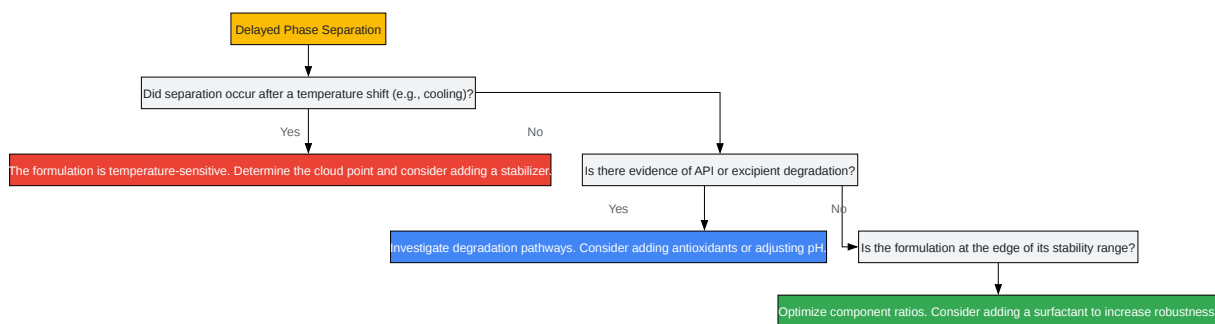 Delayed Phase Separation
Did separation occur after a temperature shift (e.g., cooling)?
Yes
No
The formulation is temperature-sensitive. Determine the cloud point and consider adding a stabilizer.
Is there evidence of API or excipient degradation?
Yes
No
Investigate degradation pathways. Consider adding antioxidants or adjusting pH.
Is the formulation at the edge of its stability range?
Optimize component ratios. Consider adding a surfactant to increase robustness.